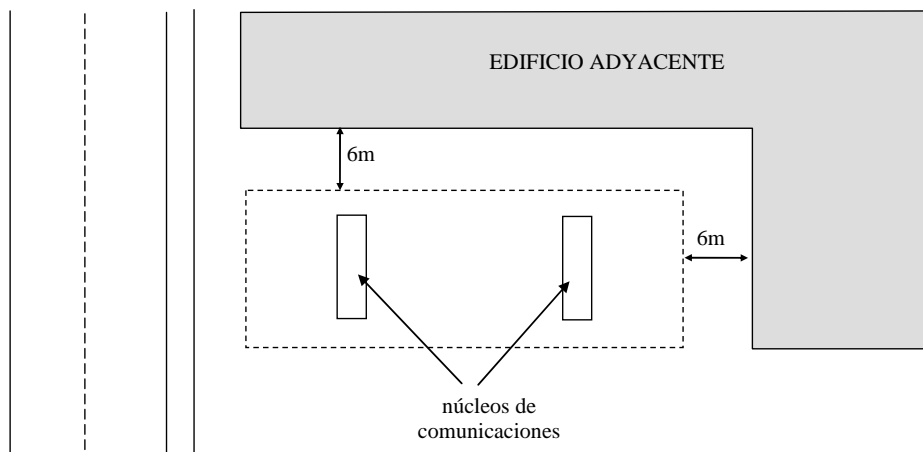 EDIFICIO ADYACENTE
6m
6m
núcleos de
comunicaciones